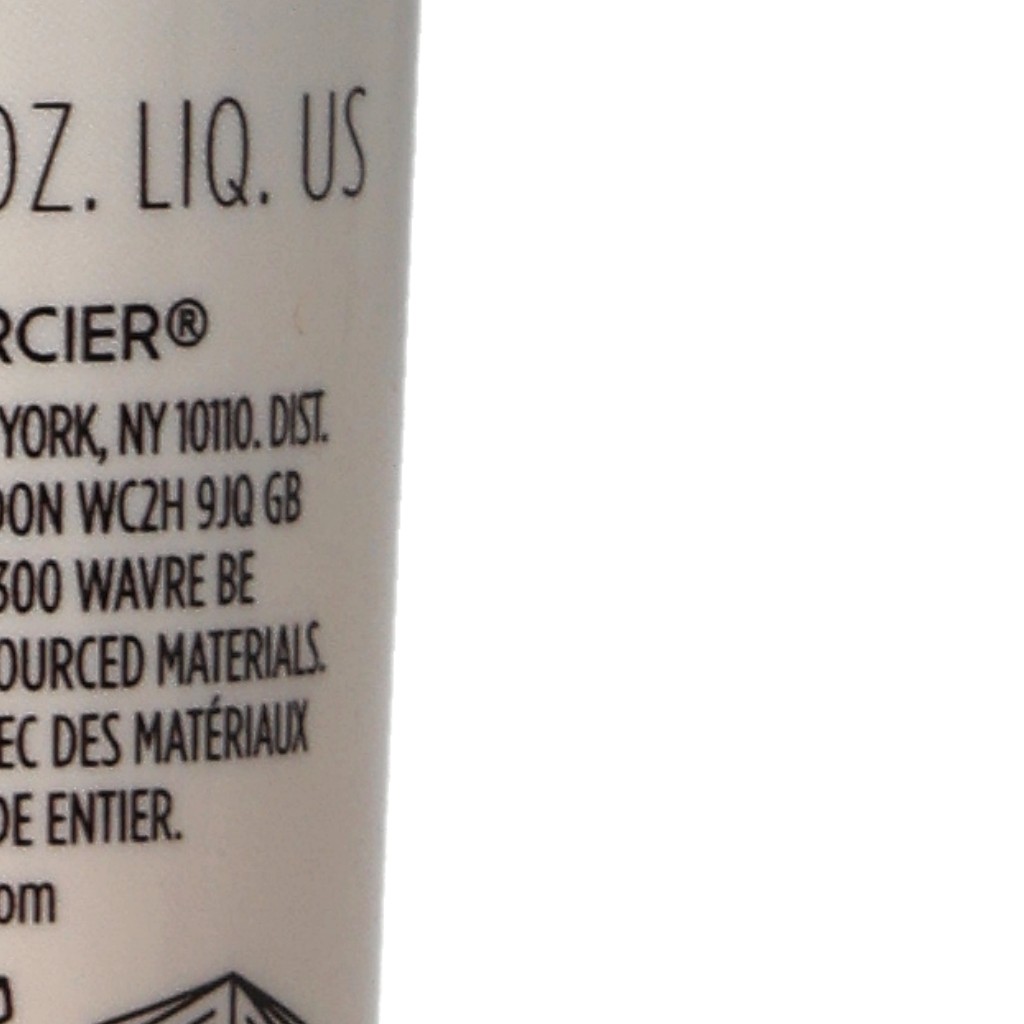 OZ. LIQ. US
RCIER®
YORK, NY 10110. DIST.
DON WC2H 9JQ GB
300 WAVRE BE
OURCED MATERIALS.
EC DES MATÉRIAUX
DE ENTIER.
om